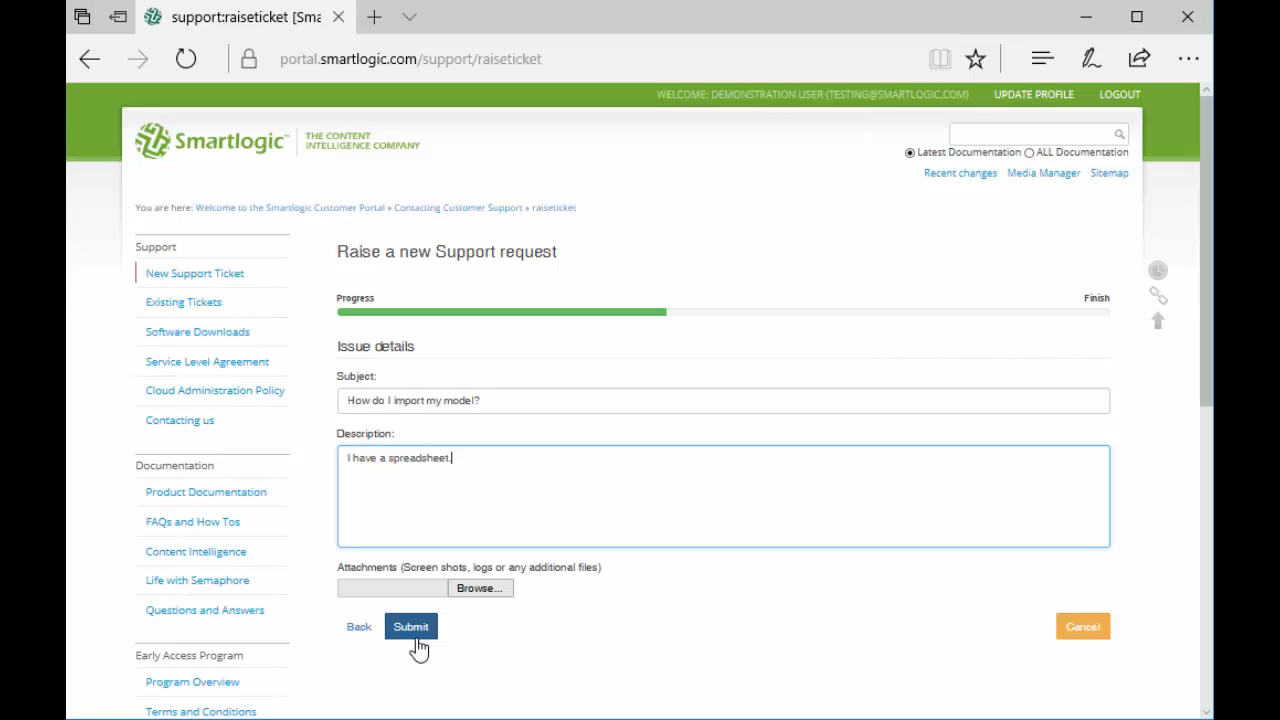 support:raiseticket [Sma
portal.smartlogic.com/support/raiseticket
WELCOME: DEMONSTRATION USER (TESTING@SMARTLOGIC.COM) UPDATE PROFILE LOGOUT
Smartlogic™ THE CONTENT
INTELLIGENCE COMPANY
Latest Documentation ALL Documentation
Recent changes Media Manager Sitemap
You are here: Welcome to the Smartlogic Customer Portal » Contacting Customer Support » raiseticket
Support
New Support Ticket
Existing Tickets
Software Downloads
Service Level Agreement
Cloud Administration Policy
Contacting us
Documentation
Product Documentation
FAQs and How Tos
Content Intelligence
Life with Semaphore
Questions and Answers
Early Access Program
Program Overview
Terms and Conditions
Raise a new Support request
Progress Finish
Issue details
Subject:
How do I import my model?
Description:
I have a spreadsheet.
Attachments (Screen shots, logs or any additional files)
Browse...
Back Submit Cancel